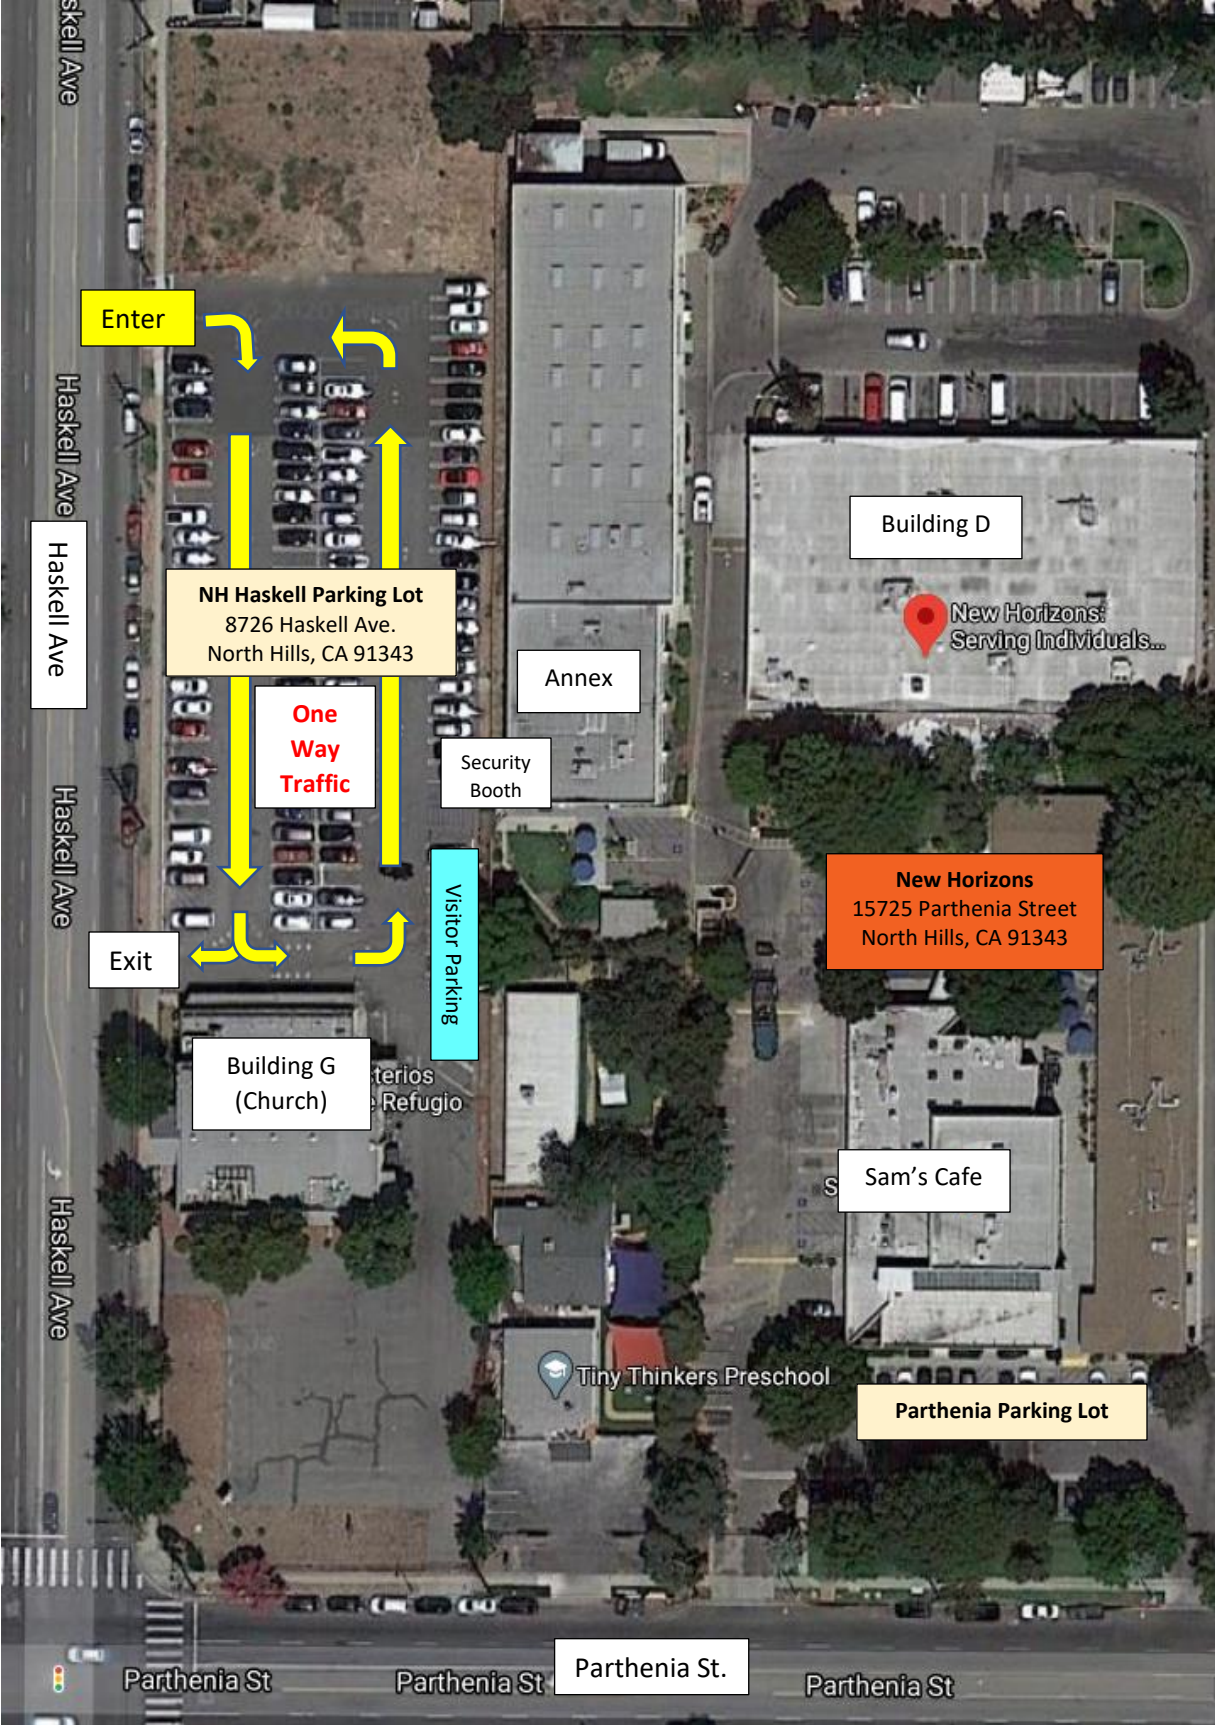 skell Ave
Enter
Haskell Ave
Haskell Ave
NH Haskell Parking Lot
8726 Haskell Ave.
North Hills, CA 91343
One
Way
Traffic
Building D
New Horizons:
Serving Individuals...
Annex
Security
Booth
Haskell Ave
Visitor Parking
New Horizons
15725 Parthenia Street
North Hills, CA 91343
Exit
Building G
(Church)
sterios
e Refugio
Sam's Cafe
S
Haskell Ave
Tiny Thinkers Preschool
Parthenia Parking Lot
Parthenia St
Parthenia St
Parthenia St.
Parthenia St